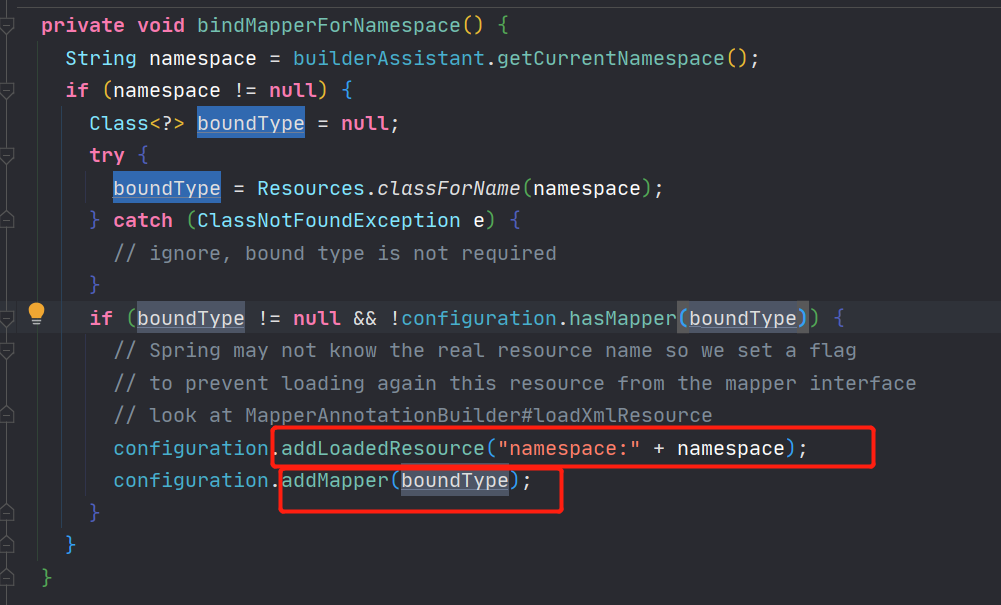 private void bindMapperForNamespace() {
String namespace = builderAssistant.getCurrentNamespace();
if (namespace != null) {
Class<?> boundType = null;
try {
boundType = Resources.classForName(namespace);
} catch (ClassNotFoundException e) {
// ignore, bound type is not required
}
if (boundType != null && !configuration.hasMapper(boundType)) {
// Spring may not know the real resource name so we set a flag
// to prevent loading again this resource from the mapper interface
// look at MapperAnnotationBuilder#loadXmlResource
configuration.addLoadedResource("namespace:" + namespace);
configuration.addMapper(boundType);
}
}
}